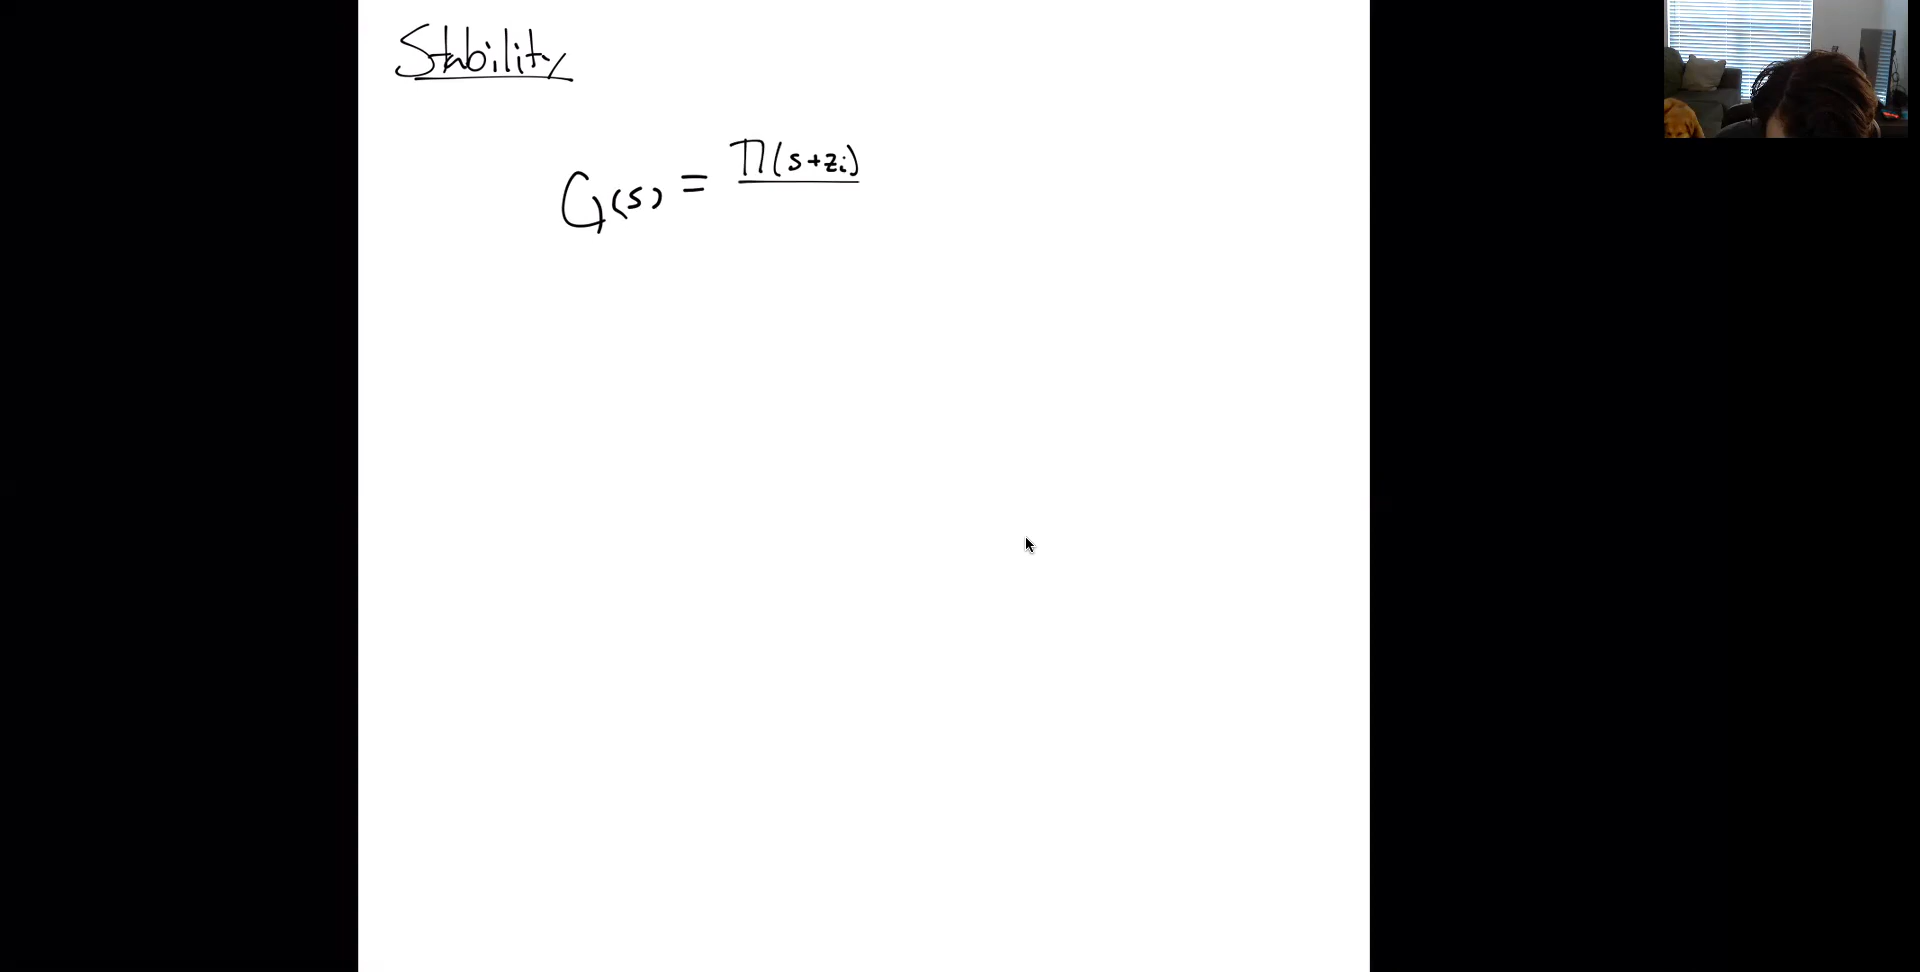 Stability
G(s) = Π(s+zi)